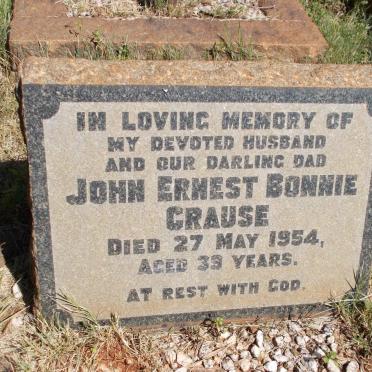 IN LOVING MEMORY OF
MY DEVOTED HUSBAND
AND OUR DARLING DAD
JOHN ERNEST BONNIE
CRAUSE
DIED 27 MAY 1954,
AGED 39 YEARS.
AT REST WITH GOD.